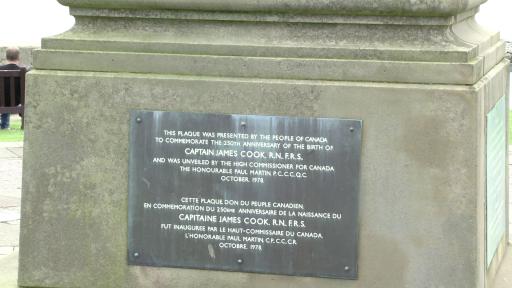 THIS PLAQUE WAS PRESENTED BY THE PEOPLE OF CANADA
TO COMMEMORATE THE 250TH ANNIVERSARY OF THE BIRTH OF
CAPTAIN JAMES COOK, R.N., F.R.S.,
AND WAS UNVEILED BY THE HIGH COMMISSIONER FOR CANADA
THE HONOURABLE PAUL MARTIN P.C., C.C., Q.C.
OCTOBER, 1978.
CETTE PLAQUE DON DU PEUPLE CANADIEN,
EN COMMEMORATION DU 250EME ANNIVERSAIRE DE LA NAISSANCE DU
CAPITAINE JAMES COOK, R.N., F.R.S.
FUT INAUGUREE PAR LE HAUT-COMMISSAIRE DU CANADA,
L'HONORABLE PAUL MARTIN, C.P., C.C., C.R.
OCTOBRE, 1978.